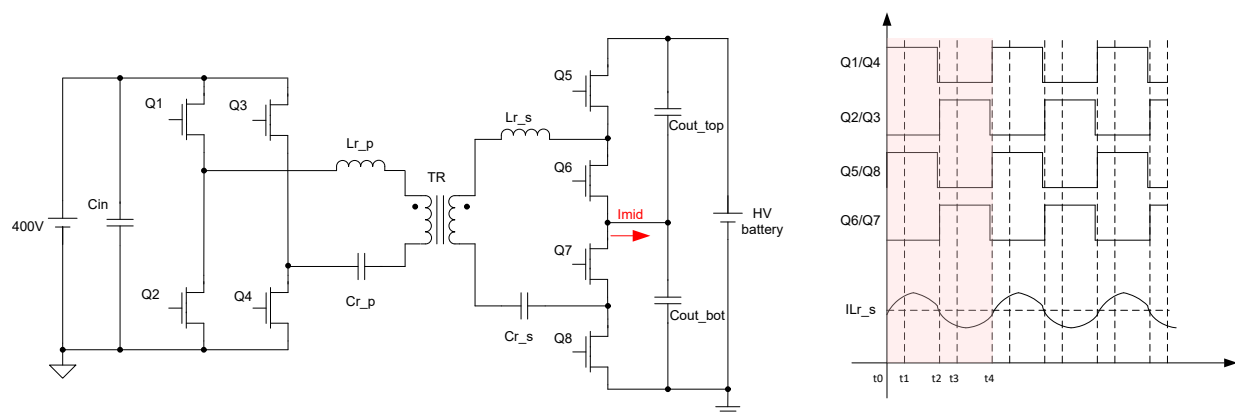 Q5
Q1
Q3
Lr_s
Cout_top
Lr_p
Q6
TR
Cin
Imid
HV
battery
400V
Q7
Q2
Q4
Cr_p
Cr_s
Cout_bot
Q8
Q1/Q4
Q2/Q3
Q5/Q8
Q6/Q7
ILr_s
t0 t1 t2 t3 t4